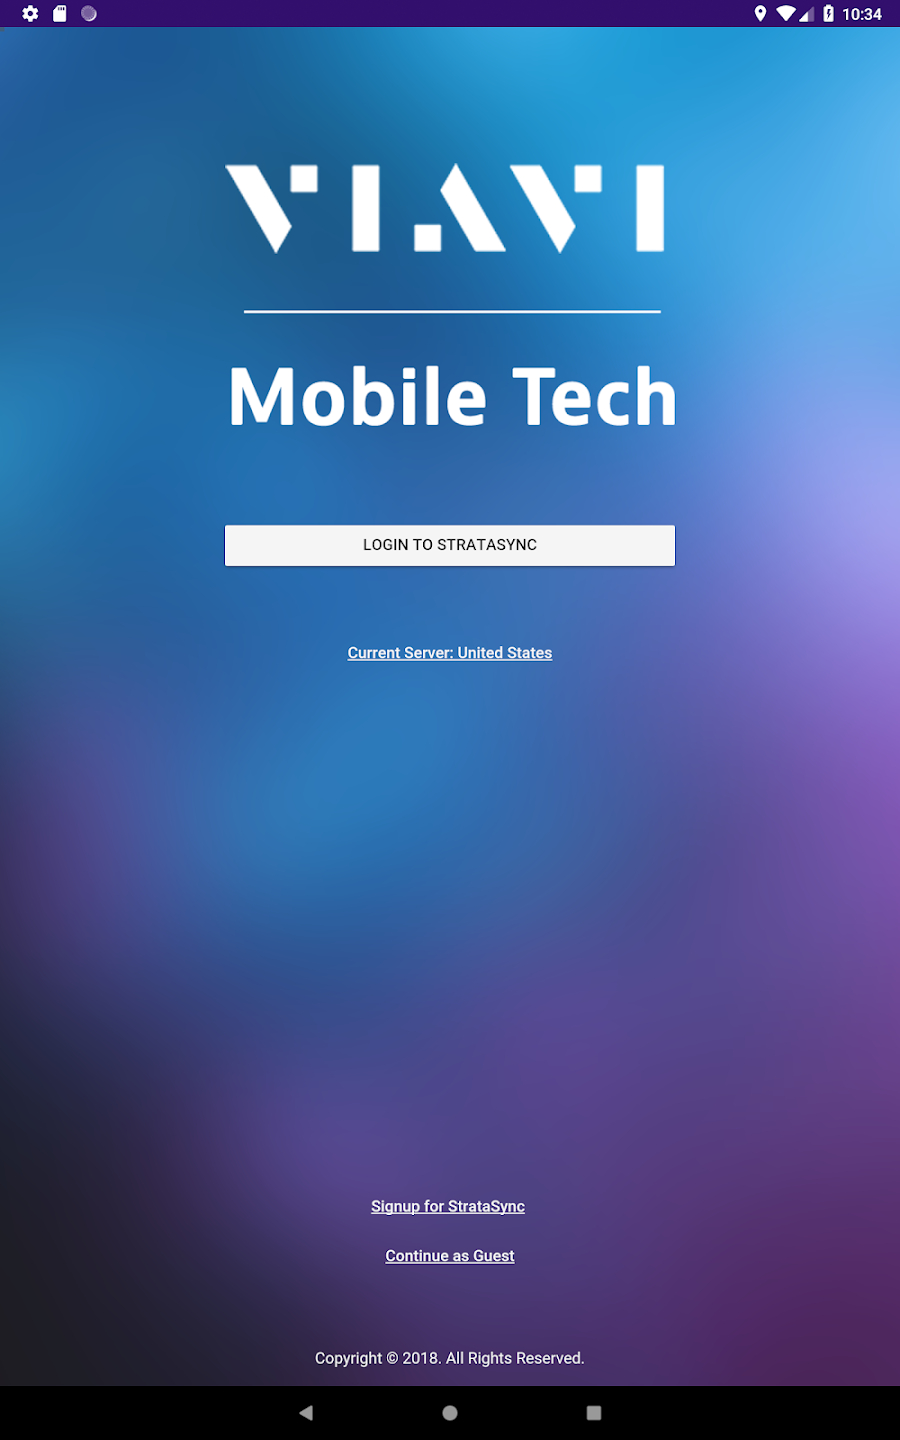 10:34
VIAVI
Mobile Tech
LOGIN TO STRATASYNC
Current Server: United States
Signup for StrataSync
Continue as Guest
Copyright © 2018. All Rights Reserved.